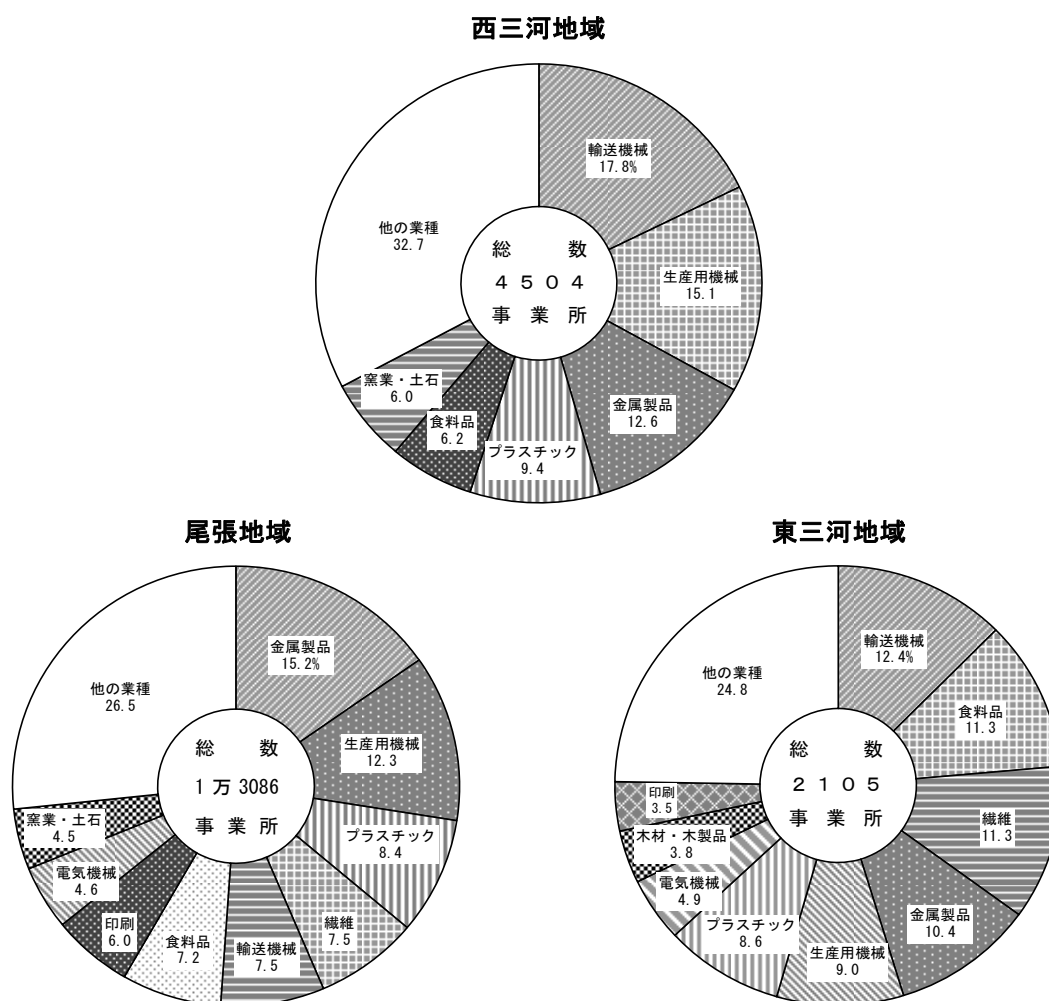 西三河地域
輸送機械
17.8%
生産用機械
15.1
金属製品
12.6
プラスチック
9.4
食料品
6.2
窯業・土石
6.0
他の業種
32.7
総数
4504
事業所
尾張地域
金属製品
15.2%
生産用機械
12.3
プラスチック
8.4
繊維
7.5
輸送機械
7.5
食料品
7.2
印刷
6.0
電気機械
4.6
窯業・土石
4.5
他の業種
26.5
総数
1万3086
事業所
東三河地域
輸送機械
12.4%
食料品
11.3
繊維
11.3
金属製品
10.4
生産用機械
9.0
プラスチック
8.6
電気機械
4.9
木材・木製品
3.8
印刷
3.5
他の業種
24.8
総数
2105
事業所